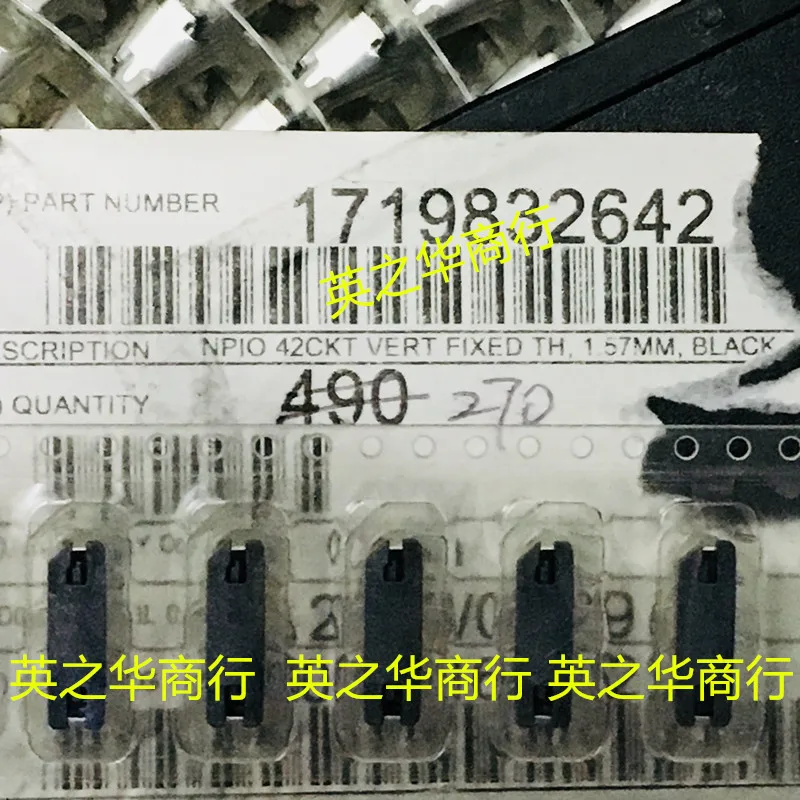 P) PART NUMBER 1719832642
英之华商行
SCRIPTION NPIO 42CKT VERT FIXED TH, 1.57MM, BLACK
) QUANTITY 490 270
英之华商行 英之华商行 英之华商行